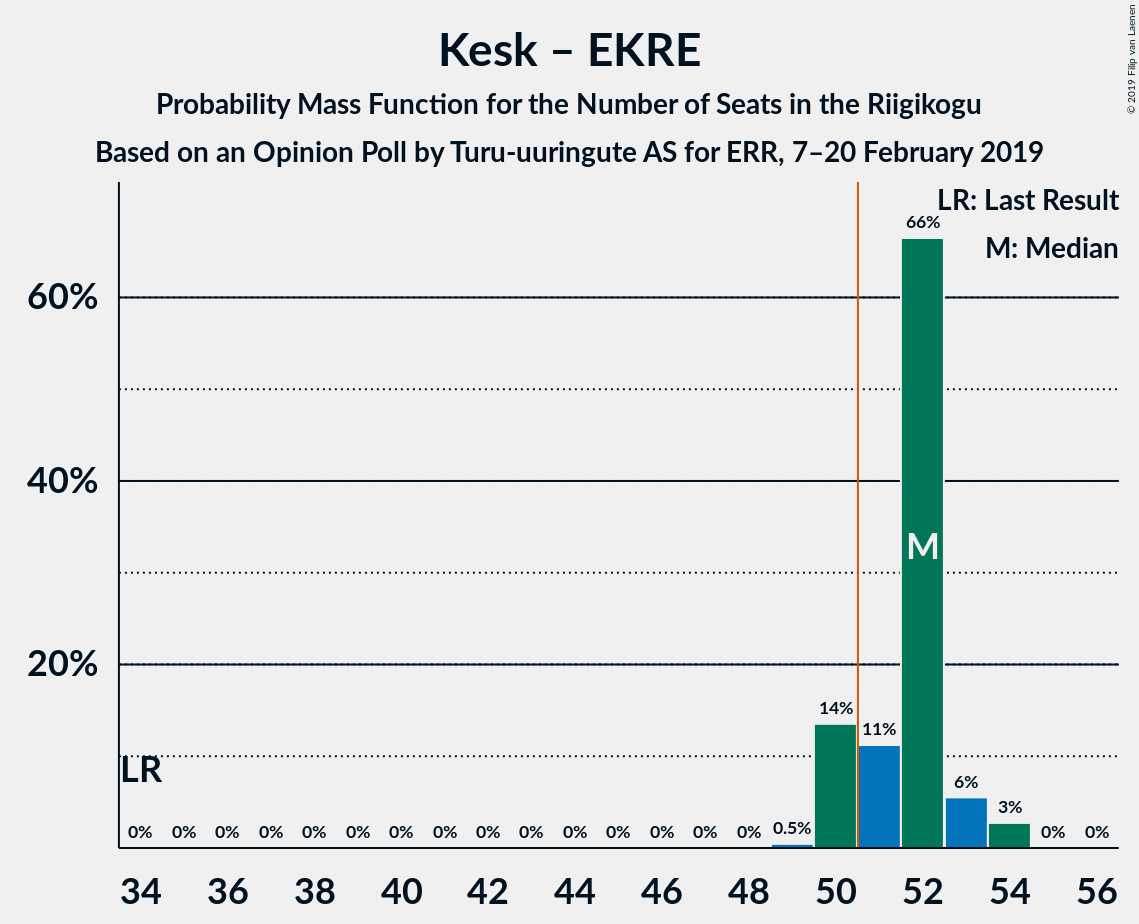 Kesk – EKRE
Probability Mass Function for the Number of Seats in the Riigikogu
Based on an Opinion Poll by Turu-uuringute AS for ERR, 7–20 February 2019
© 2019 Filip van Laenen
LR: Last Result
M: Median
60%
40%
20%
LR
M
0% 0% 0% 0% 0% 0% 0% 0% 0% 0% 0% 0% 0% 0% 0% 0.5% 14% 11% 66% 6% 3% 0% 0%
34 36 38 40 42 44 46 48 50 52 54 56